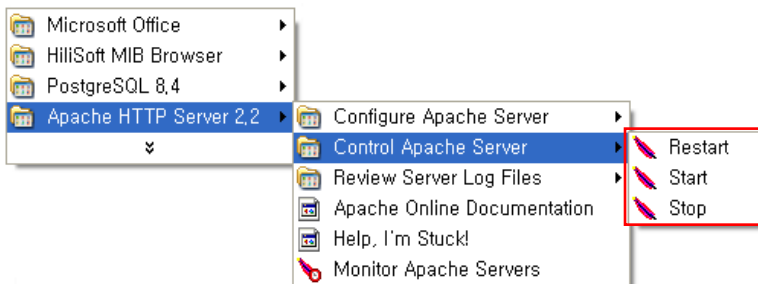 Microsoft Office
HiliSoft MIB Browser
PostgreSQL 8,4
Apache HTTP Server 2,2
Configure Apache Server
Control Apache Server
Review Server Log Files
Apache Online Documentation
Help, I'm Stuck!
Monitor Apache Servers
Restart
Start
Stop